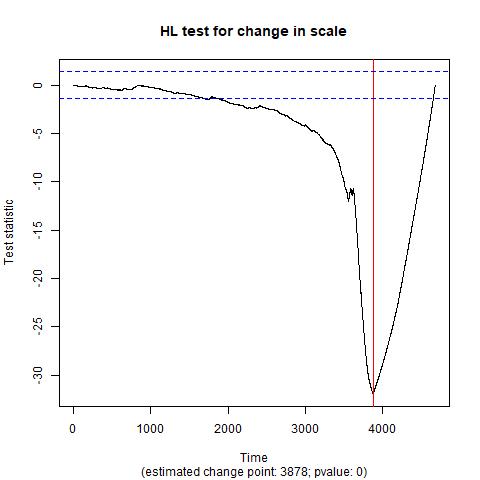 HL test for change in scale
Test statistic
0
-5
-10
-15
-20
-25
-30
0 1000 2000 3000 4000
Time
(estimated change point: 3878; pvalue: 0)